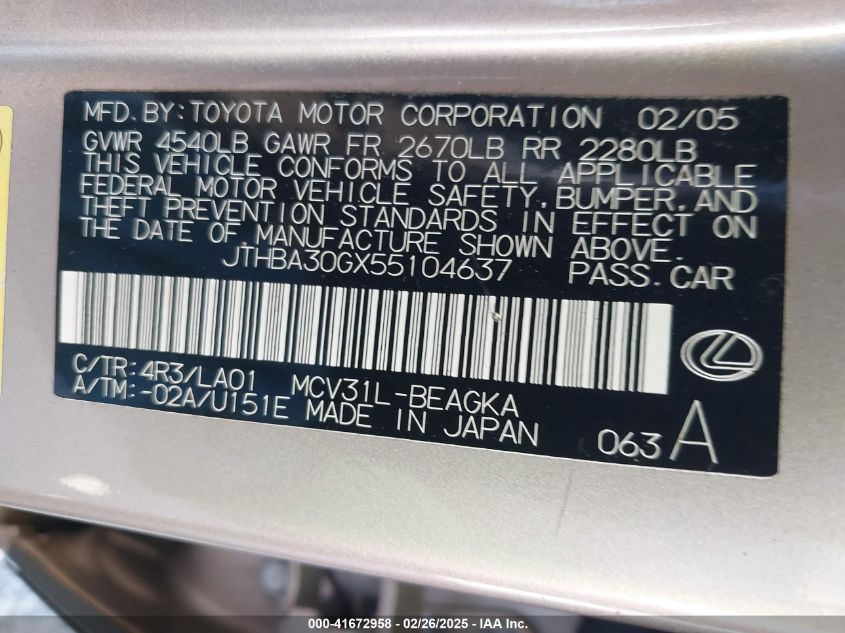 MFD. BY: TOYOTA MOTOR CORPORATION 02/05
GVWR 4540LB GAWR FR 2670LB RR 2280LB
THIS VEHICLE CONFORMS TO ALL APPLICABLE
FEDERAL MOTOR VEHICLE SAFETY, BUMPER, AND
THEFT PREVENTION STANDARDS IN EFFECT ON
THE DATE OF MANUFACTURE SHOWN ABOVE.
JTHBA30GX55104637 PASS. CAR
C/TR: 4R3/LA01 MCV31L-BEAGKA
A/TM: -02A/U151E MADE IN JAPAN 063 A
000-41672958 - 02/26/2025 - IAA Inc.